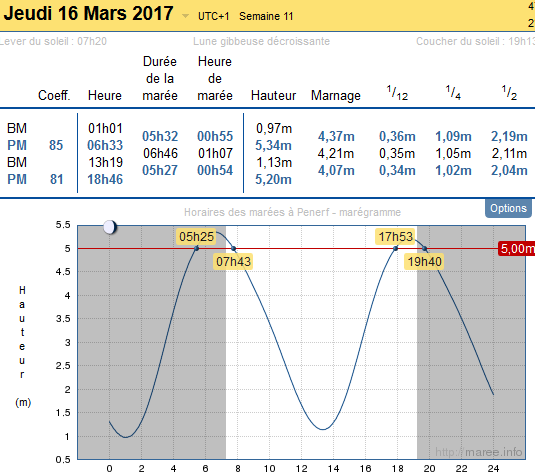 Jeudi 16 Mars 2017 UTC+1 Semaine 11
Lever du soleil : 07h20 Lune gibbeuse décroissante Coucher du soleil : 19h13
Durée de la marée Heure de marée
Coeff. Heure Hauteur Marnage 1/12 1/4 1/2
BM 01h01 0,97m
05h32 00h55 4,37m 0,36m 1,09m 2,19m
PM 85 06h33 5,34m
06h46 01h07 4,21m 0,35m 1,05m 2,11m
BM 13h19 1,13m
05h27 00h54 4,07m 0,34m 1,02m 2,04m
PM 81 18h46 5,20m
Options
Horaires des marées à Penerf - marégramme
5.5
05h25 17h53
5 5,00m
07h43 19h40
4.5
4
3.5
3
2.5
2
1.5
1
0.5
Hauteur
(m)
http://maree.info
0 2 4 6 8 10 12 14 16 18 20 22 24